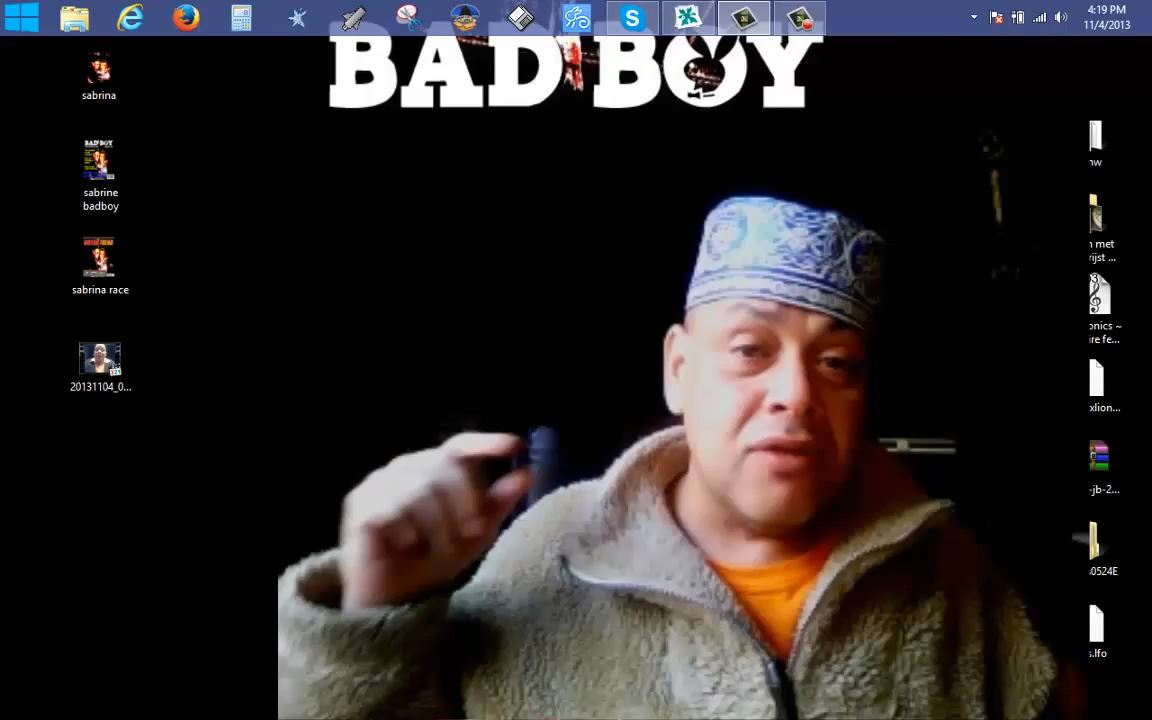 4:19 PM
11/4/2013
BAD BOY
sabrina
sabrine
badboy
sabrina race
20131104_0...
nw
n met
rijst ...
onics ~
ire fe...
xlion...
-jb-2...
0524E
s.lfo